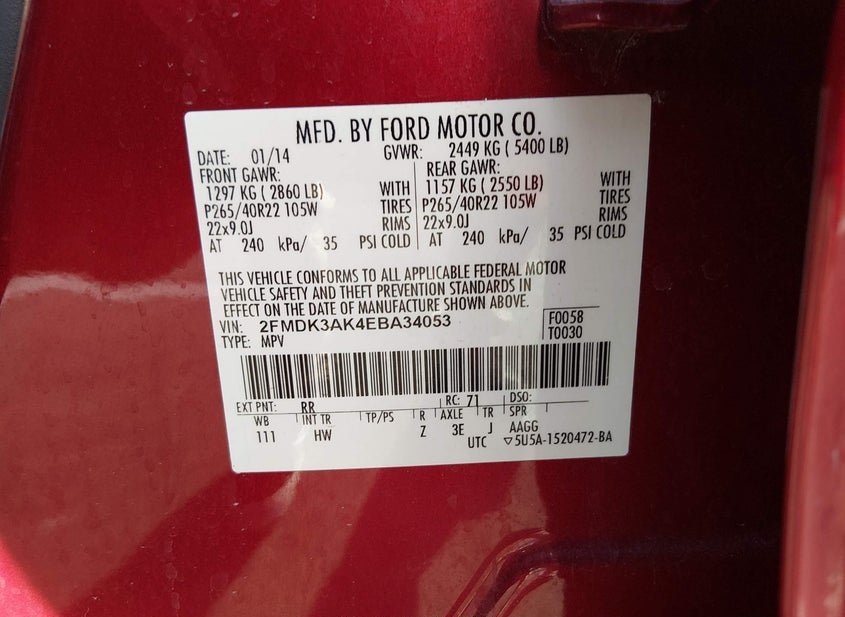 MFD. BY FORD MOTOR CO.
DATE: 01/14 GVWR: 2449 KG ( 5400 LB)
FRONT GAWR: REAR GAWR:
1297 KG ( 2860 LB) WITH 1157 KG ( 2550 LB) WITH
P265/40R22 105W TIRES P265/40R22 105W TIRES
22x9.0J RIMS 22x9.0J RIMS
AT 240 kPa/ 35 PSI COLD AT 240 kPa/ 35 PSI COLD
THIS VEHICLE CONFORMS TO ALL APPLICABLE FEDERAL MOTOR
VEHICLE SAFETY AND THEFT PREVENTION STANDARDS IN
EFFECT ON THE DATE OF MANUFACTURE SHOWN ABOVE.
VIN: 2FMDK3AK4EBA34053 F0058
TYPE: MPV T0030
EXT PNT: RR RC: 71 DSO:
WB INT TR TP/PS R AXLE TR SPR
111 HW Z 3E J AAGG
UTC ▽5U5A-1520472-BA